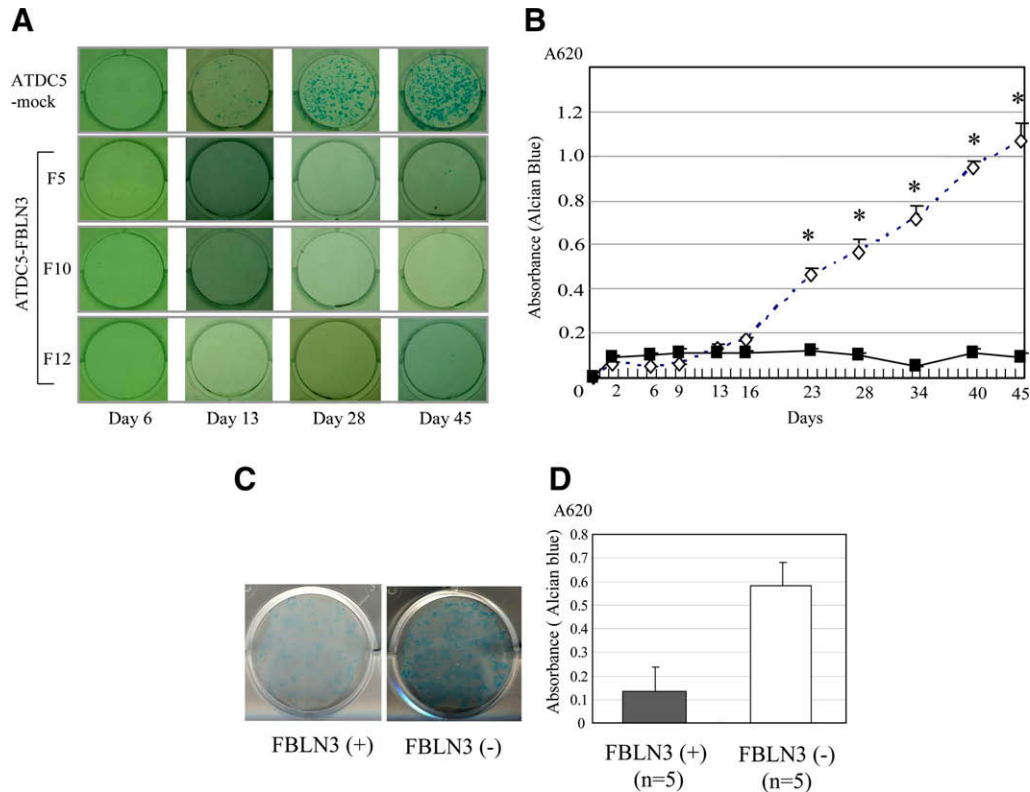 A
ATDC5
-mock
ATDC5-FBLN3
F5
F10
F12
Day 6 Day 13 Day 28 Day 45
B
A620
Absorbance (Alcian Blue)
1.2
1.0
0.8
0.6
0.4
0.2
0
* * * * * *
0 2 6 9 13 16 23 28 34 40 45
Days
C
FBLN3 (+) FBLN3 (-)
D
A620
Absorbance ( Alcian blue)
0.8
0.7
0.6
0.5
0.4
0.3
0.2
0.1
0
FBLN3 (+) FBLN3 (-)
(n=5) (n=5)